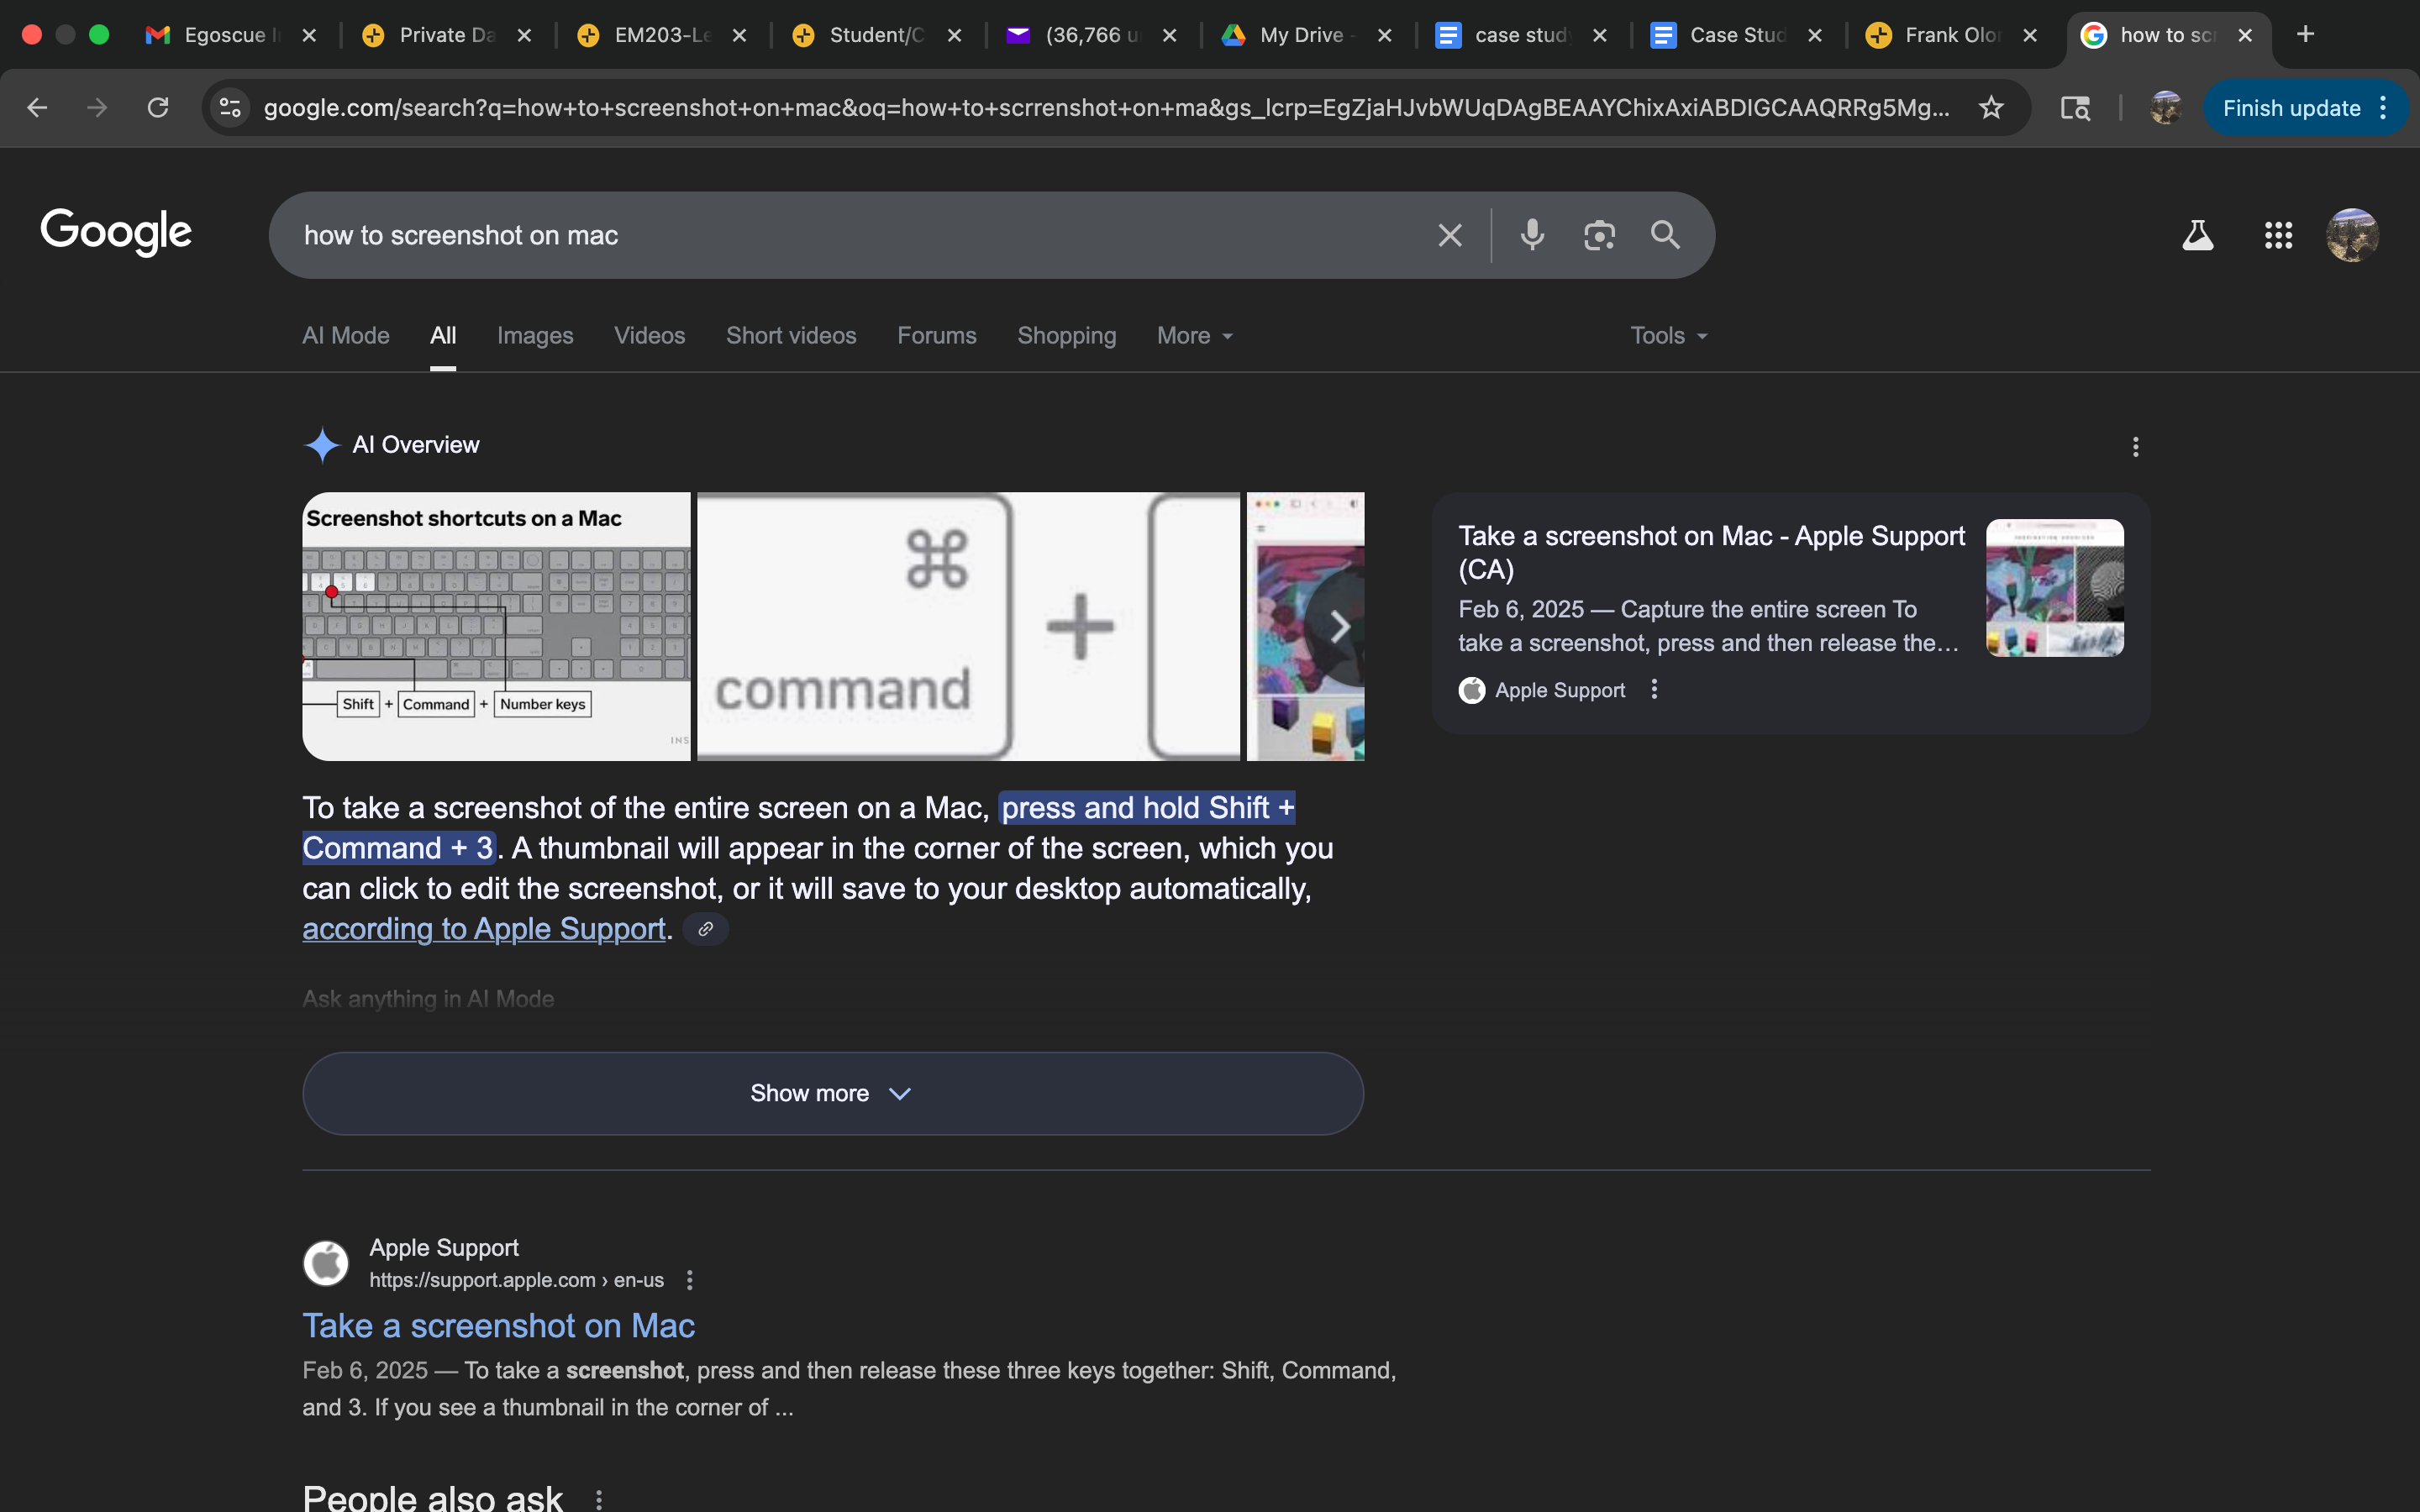 Egoscue I
Private Da
EM203-Le
Student/C
(36,766 u
My Drive -
case stud
Case Stud
Frank Olo
how to sc
google.com/search?q=how+to+screenshot+on+mac&oq=how+to+scrrenshot+on+ma&gs_lcrp=EgZjaHJvbWUqDAgBEAAYChixAxiABDIGCAAQRRg5Mg...
Finish update
Google
how to screenshot on mac
AI Mode
All
Images
Videos
Short videos
Forums
Shopping
More
Tools
AI Overview
Screenshot shortcuts on a Mac
Shift + Command + Number keys
INS
⌘
command
+
Take a screenshot on Mac - Apple Support
(CA)
Feb 6, 2025 — Capture the entire screen To
take a screenshot, press and then release the…
Apple Support
To take a screenshot of the entire screen on a Mac, press and hold Shift +
Command + 3. A thumbnail will appear in the corner of the screen, which you
can click to edit the screenshot, or it will save to your desktop automatically,
according to Apple Support.
Ask anything in AI Mode
Show more
Apple Support
https://support.apple.com › en-us
Take a screenshot on Mac
Feb 6, 2025 — To take a screenshot, press and then release these three keys together: Shift, Command,
and 3. If you see a thumbnail in the corner of ...
People also ask